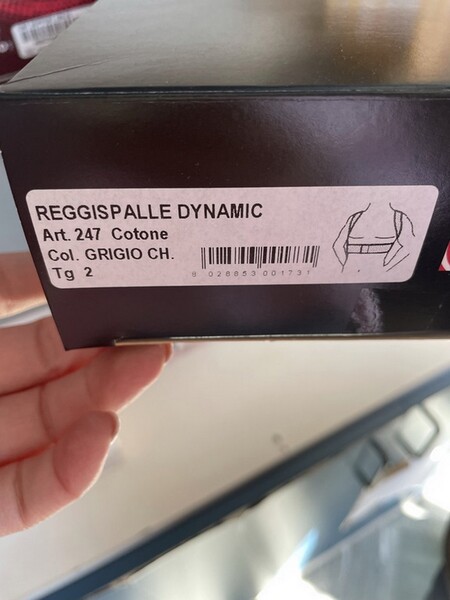 REGGISPALLE DYNAMIC
Art. 247 Cotone
Col. GRIGIO CH.
Tg 2
8 028853 001731